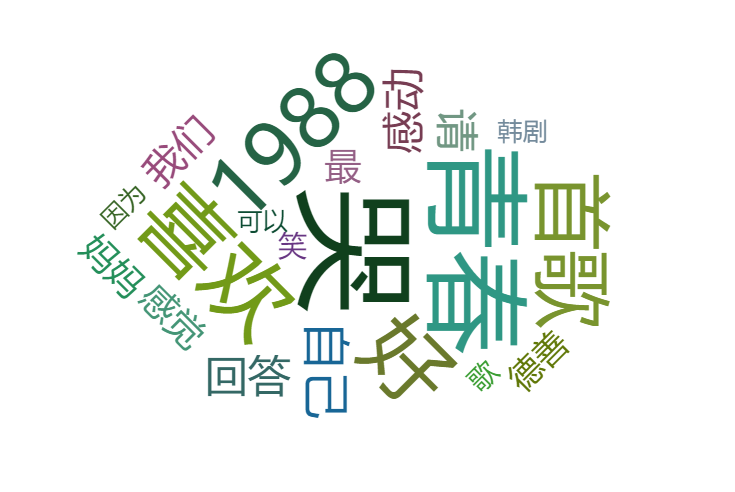 1988
感动
我们
请
韩剧
最
青春
首歌
因为
喜欢
可以
哭
笑
妈妈
感觉
自己
好
德善
回答
歌